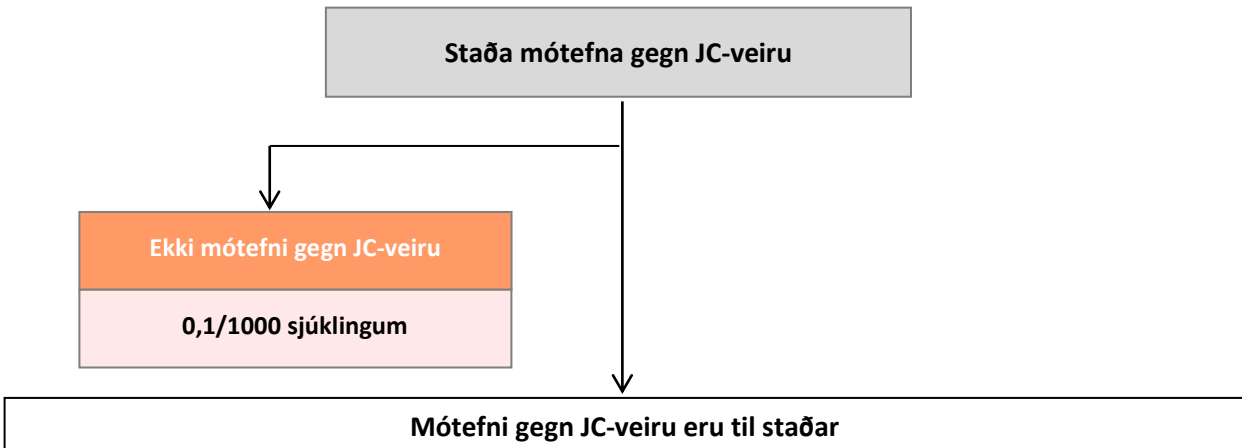 Staða mótefna gegn JC-veiru
Ekki mótefni gegn JC-veiru
0,1/1000 sjúklingum
Mótefni gegn JC-veiru eru til staðar